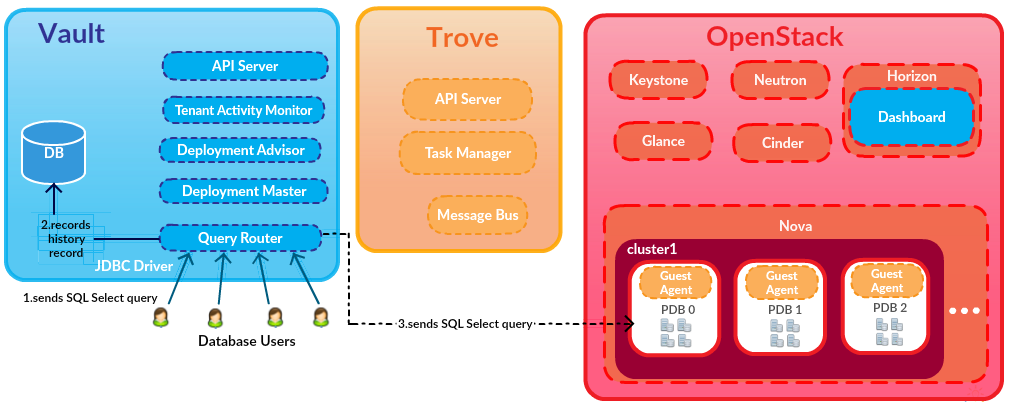 Vault
API Server
Tenant Activity Monitor
Deployment Advisor
Deployment Master
Query Router
DB
2.records
history
record
JDBC Driver
1.sends SQL Select query
Database Users
Trove
API Server
Task Manager
Message Bus
3.sends SQL Select query
OpenStack
Keystone
Neutron
Horizon
Dashboard
Glance
Cinder
Nova
cluster1
Guest
Agent
PDB 0
Guest
Agent
PDB 1
Guest
Agent
PDB 2